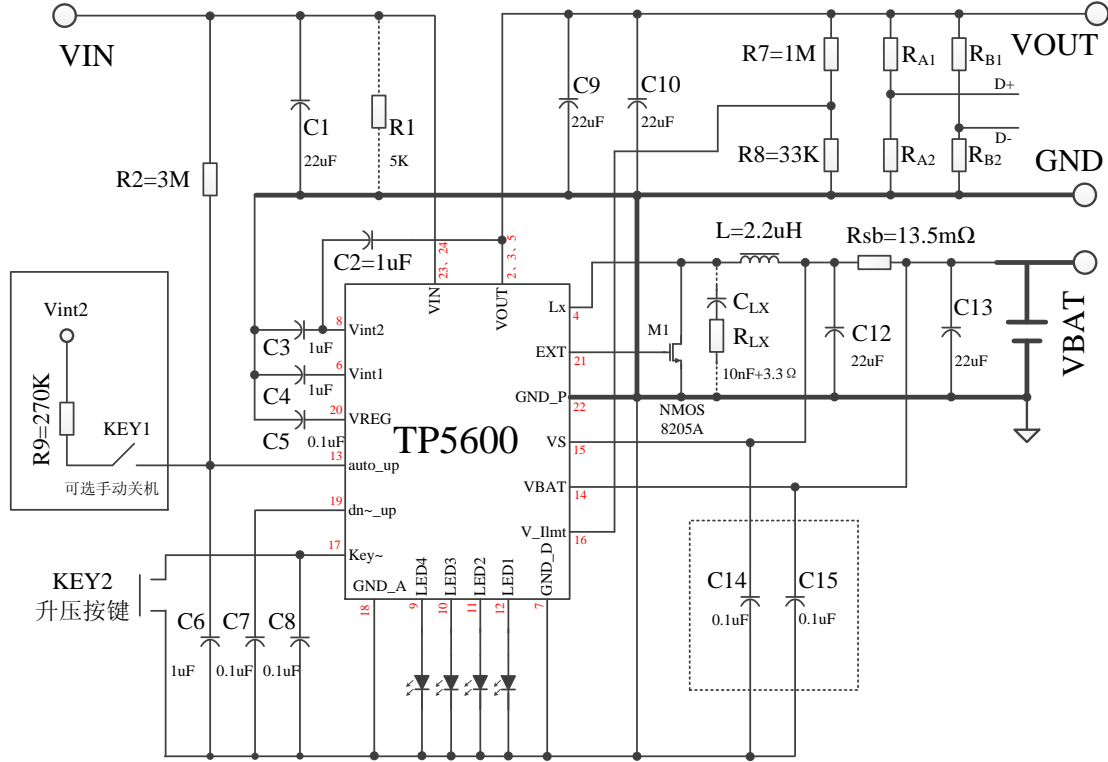 VIN
VOUT
R7=1M
RA1
RB1
D+
C9
22uF
C10
22uF
C1
22uF
R1
5K
D-
R8=33K
RA2
RB2
GND
R2=3M
L=2.2uH
Rsb=13.5mΩ
C2=1uF
23、24
2、3、5
VIN
VOUT
Vint2
Lx
4
CLX
RLX
10nF+3.3Ω
M1
C12
22uF
C13
22uF
VBAT
C3
1uF
8
Vint2
EXT
21
C4
1uF
6
Vint1
GND_P
22
NMOS
8205A
C5
0.1uF
20
VREG
TP5600
R9=270K
KEY1
可选手动关机
VS
15
13
auto_up
VBAT
14
19
dn~_up
V_Ilmt
16
17
Key~
GND_A
LED4
LED3
LED2
LED1
GND_D
18
9
10
11
12
7
KEY2
升压按键
C6
1uF
C7
0.1uF
C8
0.1uF
C14
0.1uF
C15
0.1uF